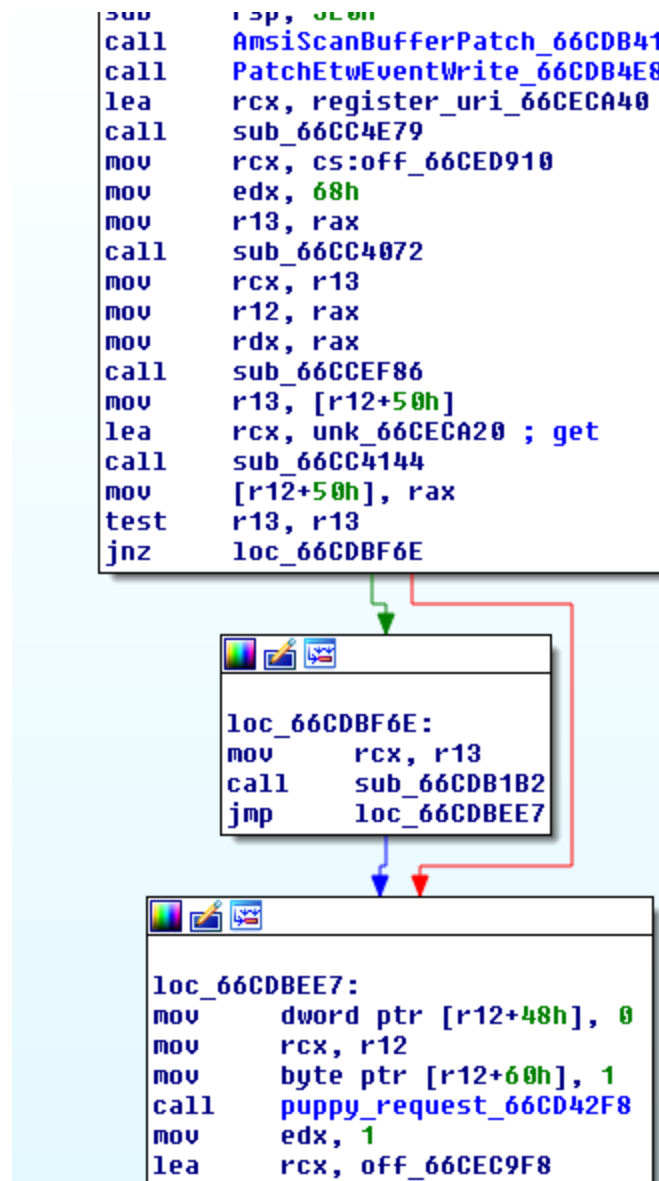 call AmsiScanBufferPatch_66CDB41
call PatchEtwEventWrite_66CDB4E8
lea rcx, register_uri_66CECA40
call sub_66CC4E79
mov rcx, cs:off_66CED910
mov edx, 68h
mov r13, rax
call sub_66CC4072
mov rcx, r13
mov r12, rax
mov rdx, rax
call sub_66CCEF86
mov r13, [r12+50h]
lea rcx, unk_66CECA20 ; get
call sub_66CC4144
mov [r12+50h], rax
test r13, r13
jnz loc_66CDBF6E
loc_66CDBF6E:
mov rcx, r13
call sub_66CDB1B2
jmp loc_66CDBEE7
loc_66CDBEE7:
mov dword ptr [r12+48h], 0
mov rcx, r12
mov byte ptr [r12+60h], 1
call puppy_request_66CD42F8
mov edx, 1
lea rcx, off_66CEC9F8